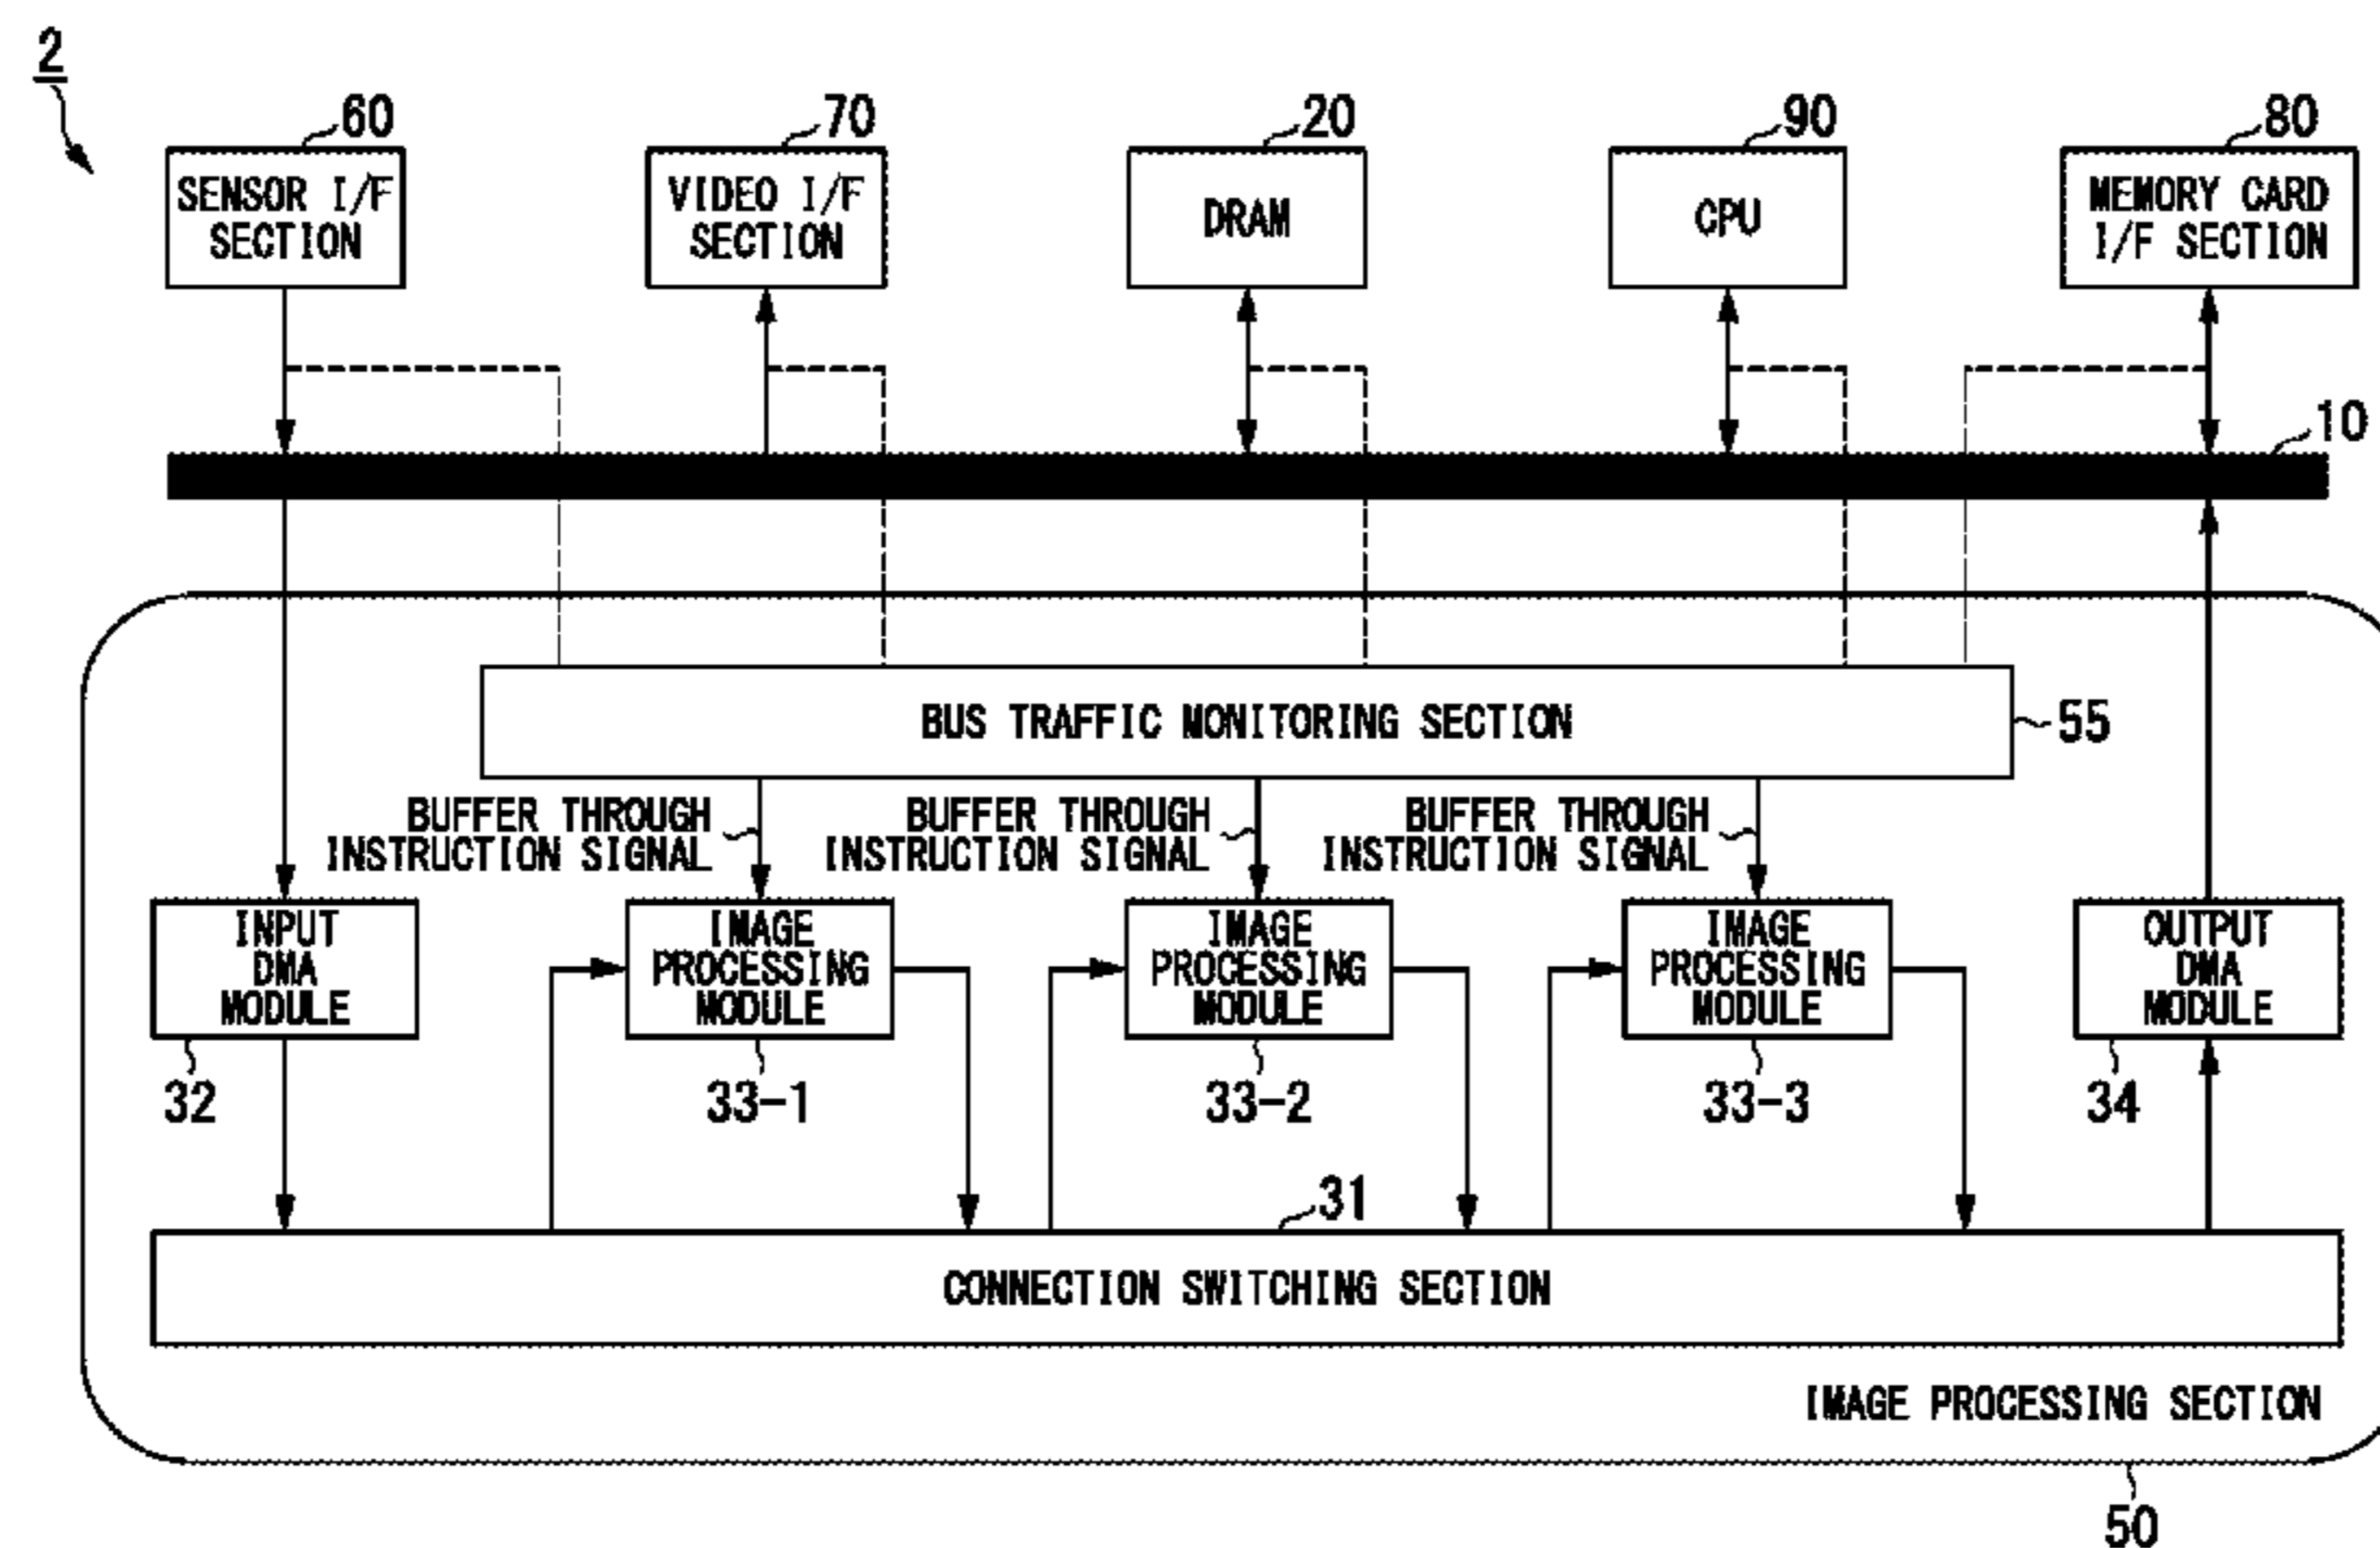 2
60
70
20
90
80
SENSOR I/F
SECTION
VIDEO I/F
SECTION
DRAM
CPU
MEMORY CARD
I/F SECTION
10
BUS TRAFFIC MONITORING SECTION
55
BUFFER THROUGH
INSTRUCTION SIGNAL
BUFFER THROUGH
INSTRUCTION SIGNAL
BUFFER THROUGH
INSTRUCTION SIGNAL
INPUT
DMA
MODULE
IMAGE
PROCESSING
MODULE
IMAGE
PROCESSING
MODULE
IMAGE
PROCESSING
MODULE
OUTPUT
DMA
MODULE
32
33-1
33-2
33-3
34
31
CONNECTION SWITCHING SECTION
IMAGE PROCESSING SECTION
50